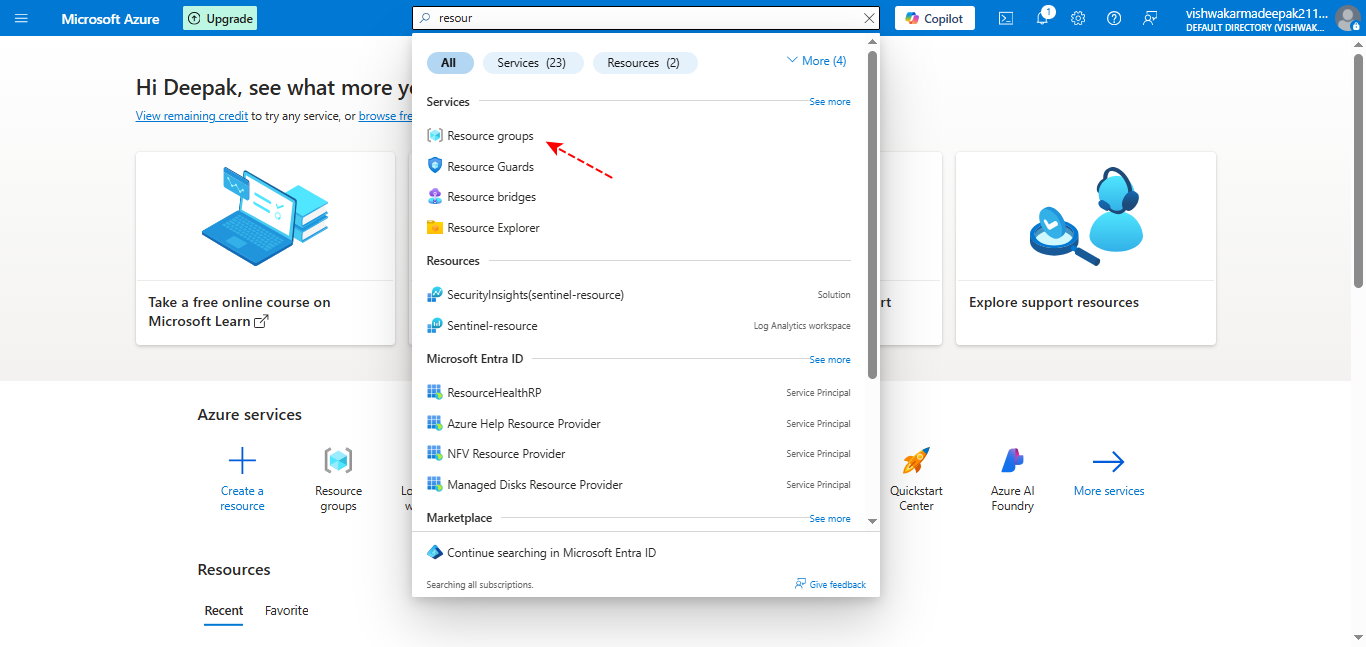 Microsoft Azure
Upgrade
resour
Copilot
1
vishwakarmadeepak211...
DEFAULT DIRECTORY (VISHWAK...
All
Services (23)
Resources (2)
More (4)
Hi Deepak, see what more
View remaining credit to try any service, or browse fre
Services
See more
Resource groups
Resource Guards
Resource bridges
Resource Explorer
Resources
SecurityInsights(sentinel-resource)
Solution
Sentinel-resource
Log Analytics workspace
Microsoft Entra ID
See more
ResourceHealthRP
Service Principal
Azure Help Resource Provider
Service Principal
NFV Resource Provider
Service Principal
Managed Disks Resource Provider
Service Principal
Marketplace
See more
Continue searching in Microsoft Entra ID
Searching all subscriptions.
Give feedback
Take a free online course on
Microsoft Learn
rt
Explore support resources
Azure services
Create a
resource
Resource
groups
Quickstart
Center
Azure AI
Foundry
More services
Resources
Recent
Favorite